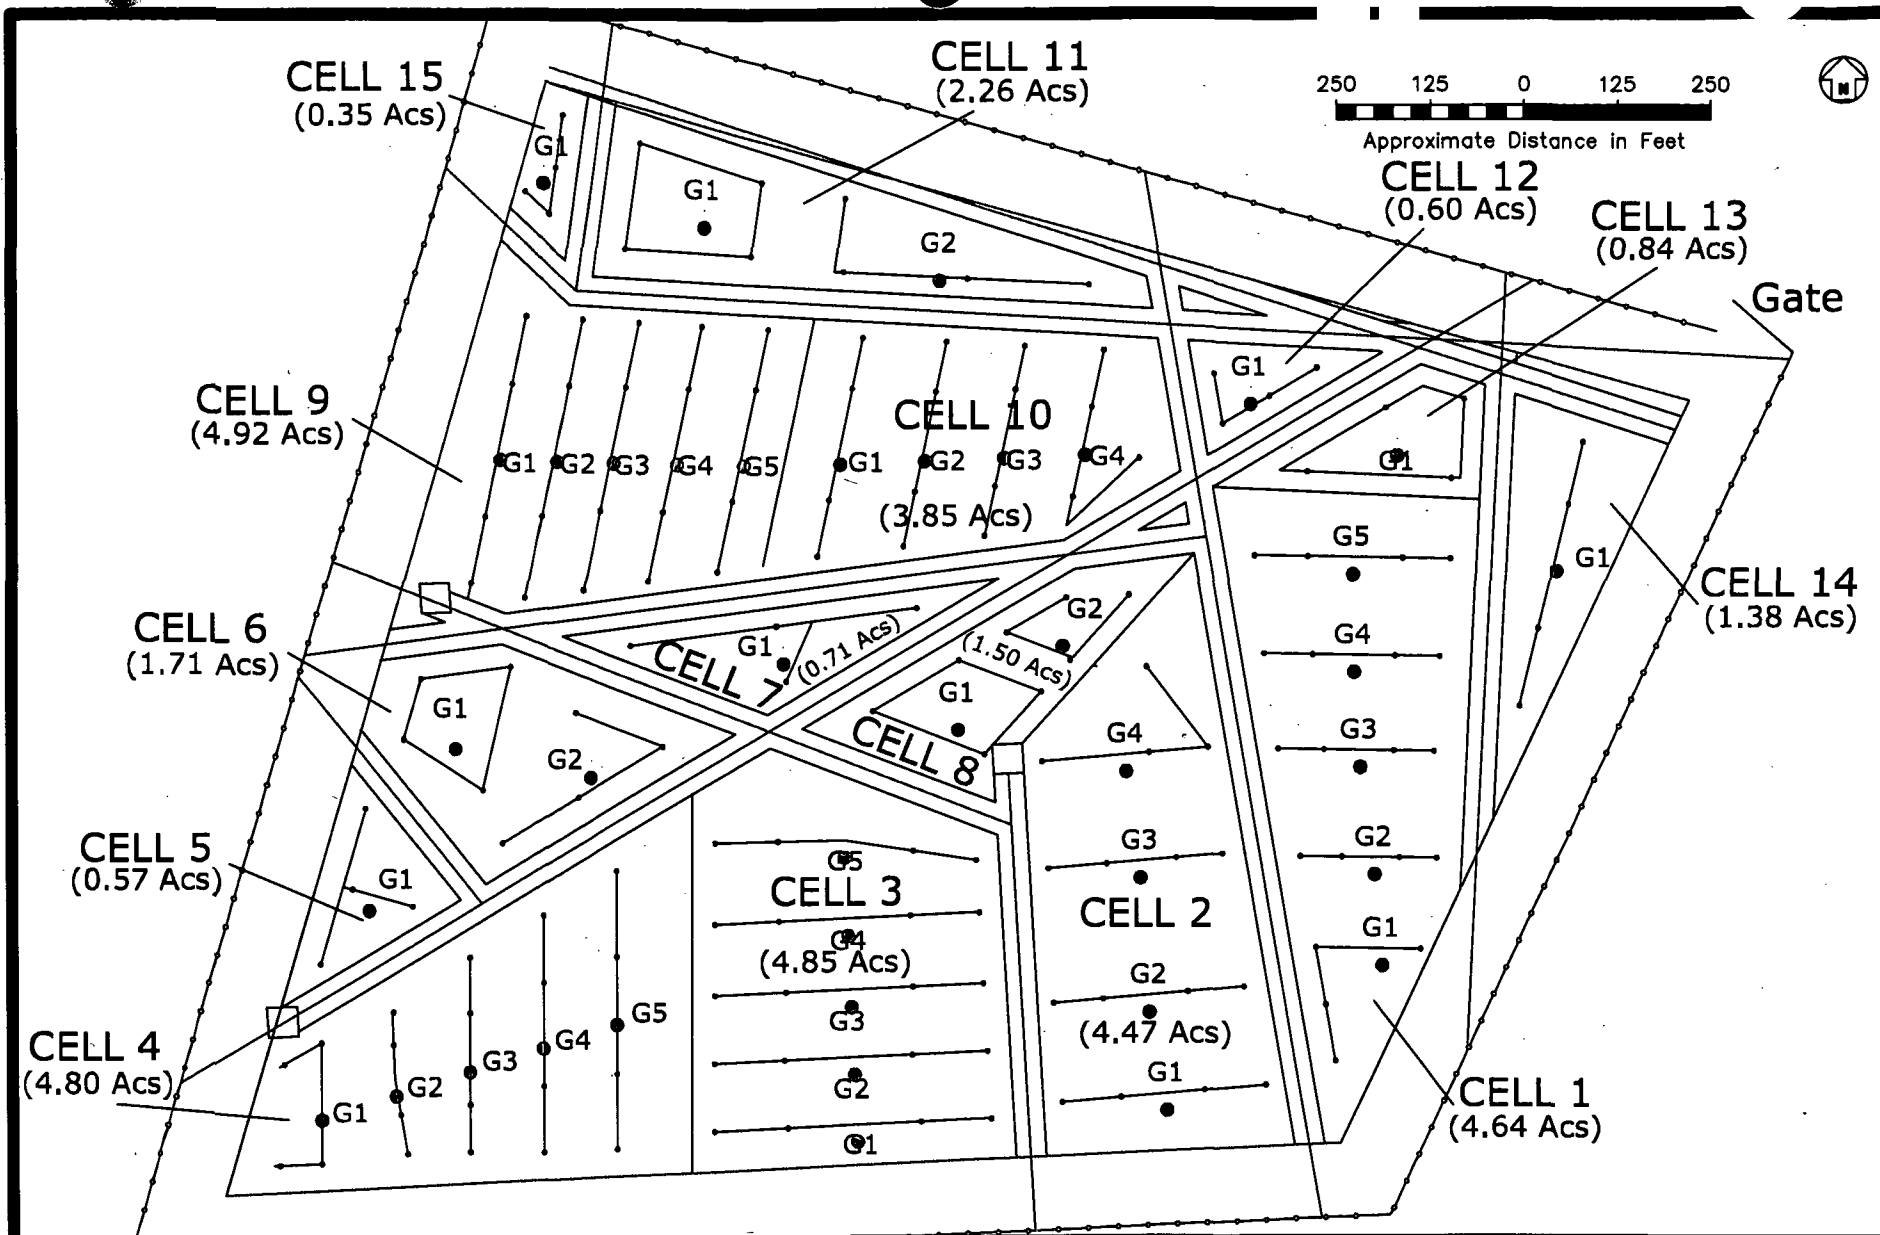 CELL 11
(2.26 Acs)
CELL 15
(0.35 Acs)
250 125 0 125 250
Approximate Distance in Feet
N
CELL 12
(0.60 Acs)
CELL 13
(0.84 Acs)
Gate
G1
G1
G2
G1
CELL 9
(4.92 Acs)
CELL 10
(3.85 Acs)
G1 G2 G3 G4 G5 G1 G2 G3 G4
G1
G5
G1
CELL 14
(1.38 Acs)
CELL 6
(1.71 Acs)
G1
G2
CELL 7
G1
(0.71 Acs)
G2
(1.50 Acs)
G1
CELL 8
G4
G3
G2
G1
CELL 1
(4.64 Acs)
CELL 5
(0.57 Acs)
G1
G5
CELL 3
G4
(4.85 Acs)
G3
G2
G1
G4
G3
CELL 2
G2
(4.47 Acs)
G1
CELL 4
(4.80 Acs)
G1
G2
G3
G4
G5